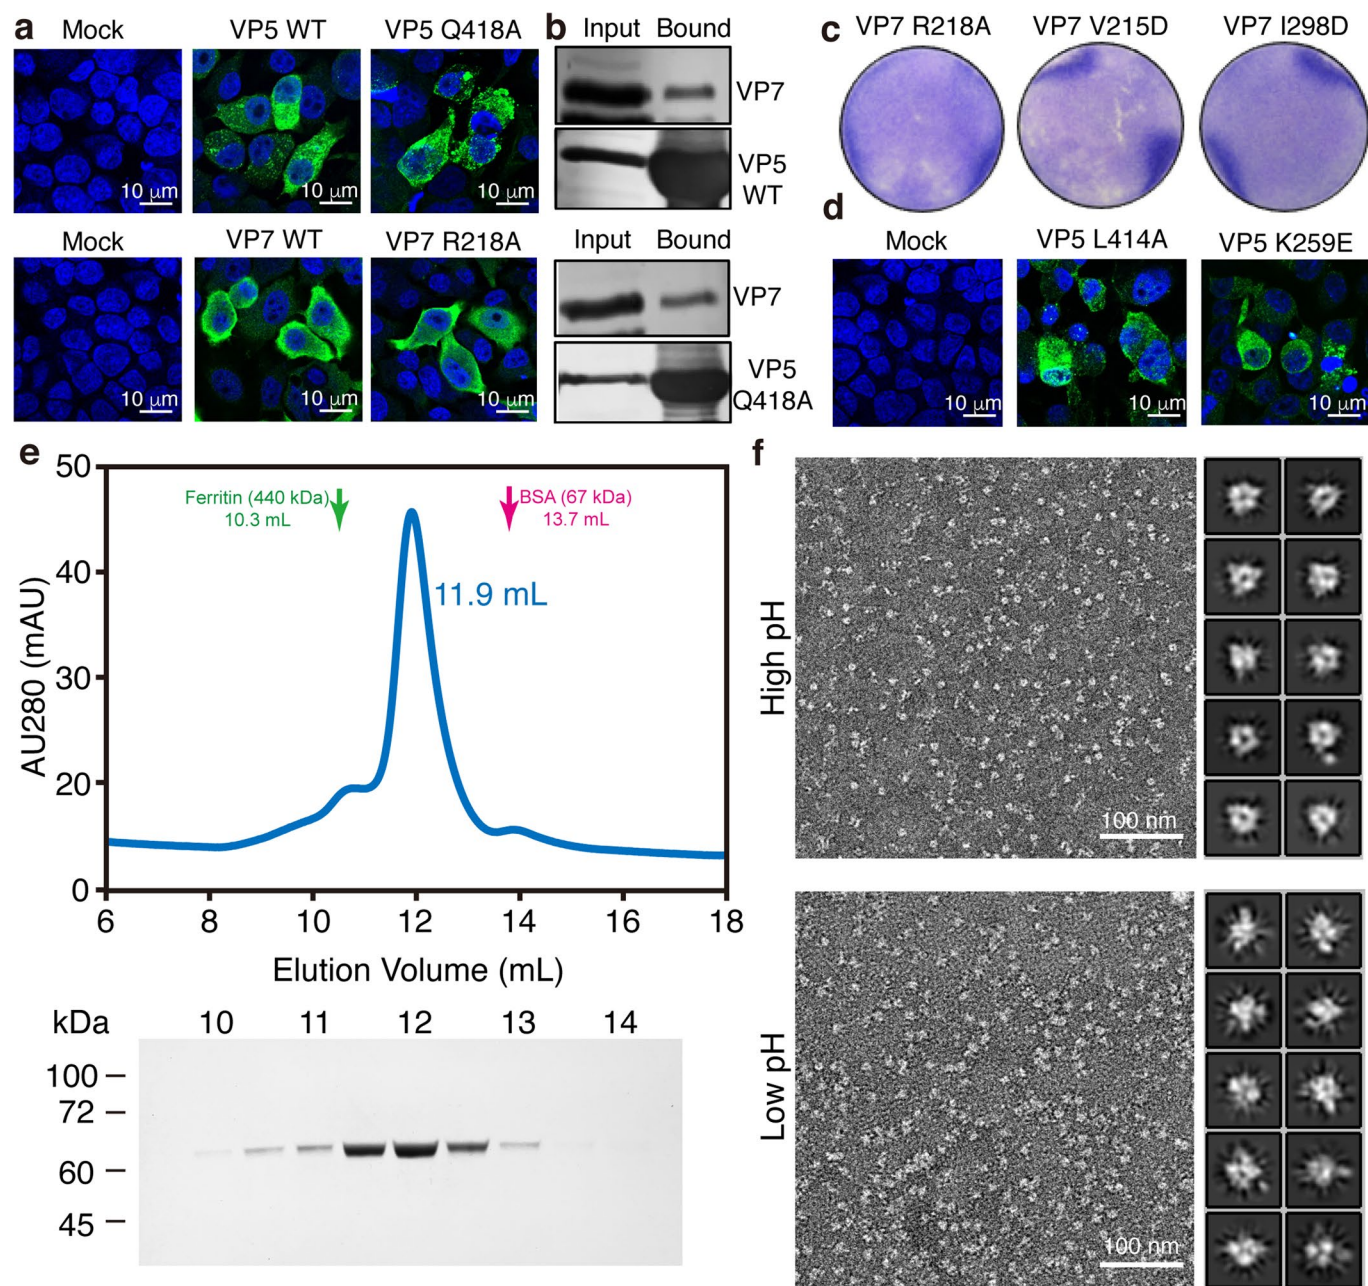 a
Mock
VP5 WT
VP5 Q418A
10 μm
10 μm
10 μm
Mock
VP7 WT
VP7 R218A
10 μm
10 μm
10 μm
b
Input
Bound
VP7
VP5
WT
Input
Bound
VP7
VP5
Q418A
c
VP7 R218A
VP7 V215D
VP7 I298D
d
Mock
VP5 L414A
VP5 K259E
10 μm
10 μm
10 μm
e
50
40
30
20
0
AU280 (mAU)
Ferritin (440 kDa)
10.3 mL
BSA (67 kDa)
13.7 mL
11.9 mL
6
8
10
12
14
16
18
Elution Volume (mL)
kDa
10
11
12
13
14
100
72
60
45
f
High pH
100 nm
Low pH
100 nm